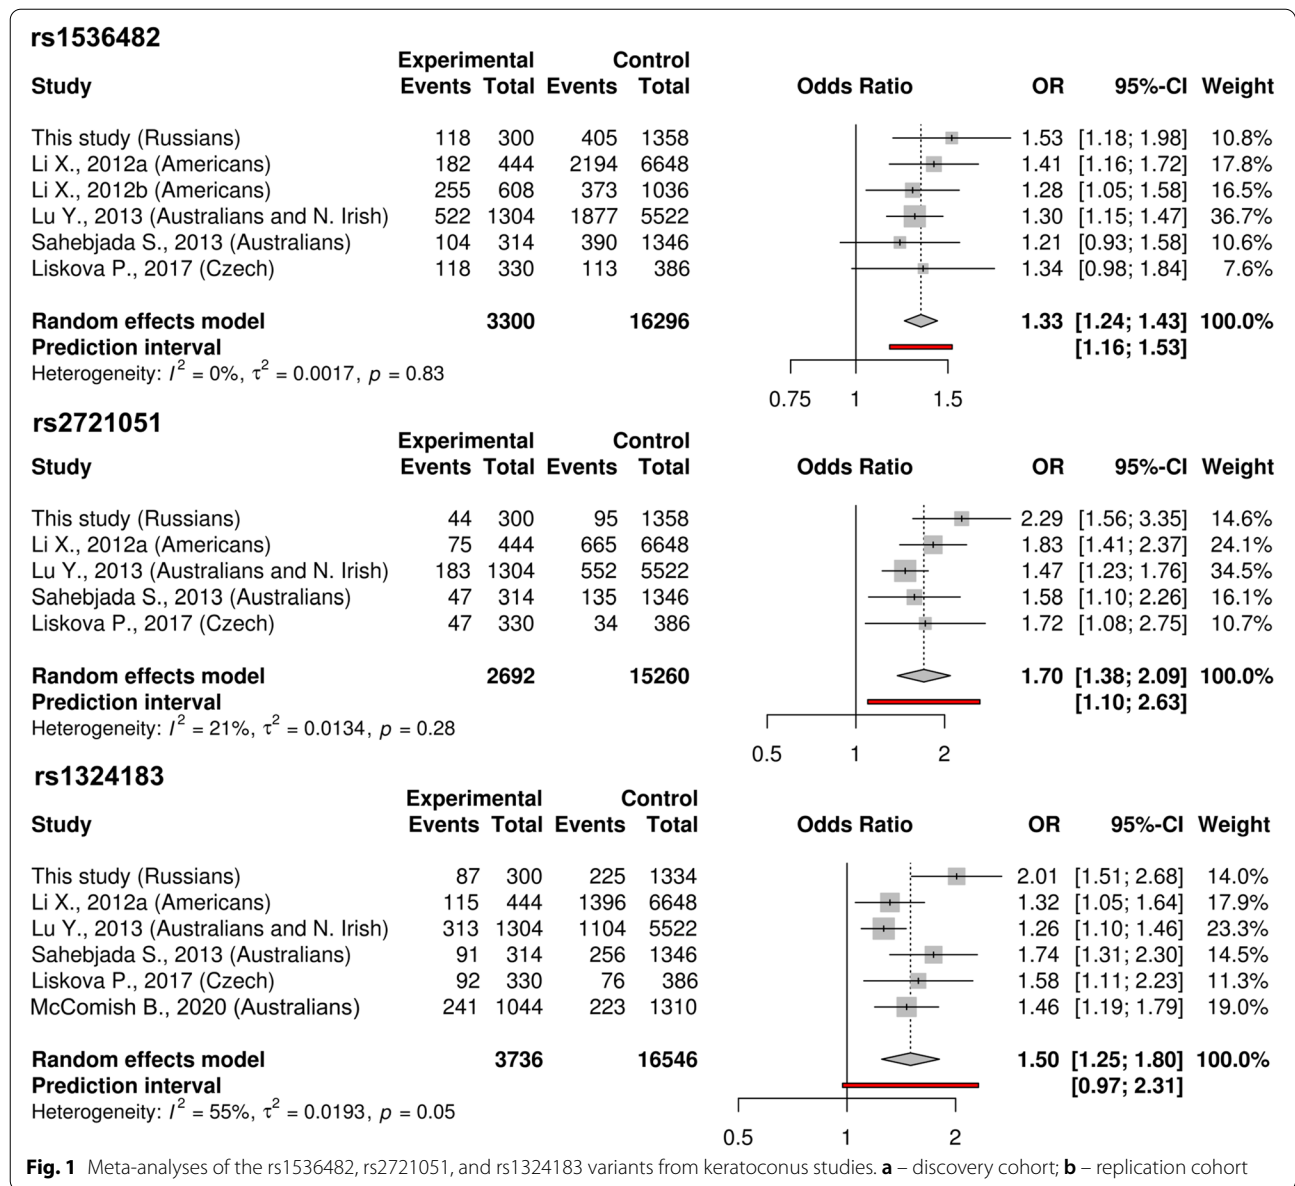 rs1536482
Experimental Control
Study Events Total Events Total Odds Ratio OR 95%-CI Weight
This study (Russians) 118 300 405 1358 1.53 [1.18; 1.98] 10.8%
Li X., 2012a (Americans) 182 444 2194 6648 1.41 [1.16; 1.72] 17.8%
Li X., 2012b (Americans) 255 608 373 1036 1.28 [1.05; 1.58] 16.5%
Lu Y., 2013 (Australians and N. Irish) 522 1304 1877 5522 1.30 [1.15; 1.47] 36.7%
Sahebjada S., 2013 (Australians) 104 314 390 1346 1.21 [0.93; 1.58] 10.6%
Liskova P., 2017 (Czech) 118 330 113 386 1.34 [0.98; 1.84] 7.6%
Random effects model 3300 16296 1.33 [1.24; 1.43] 100.0%
Prediction interval [1.16; 1.53]
Heterogeneity: I² = 0%, τ² = 0.0017, p = 0.83
0.75 1 1.5
rs2721051
Experimental Control
Study Events Total Events Total Odds Ratio OR 95%-CI Weight
This study (Russians) 44 300 95 1358 2.29 [1.56; 3.35] 14.6%
Li X., 2012a (Americans) 75 444 665 6648 1.83 [1.41; 2.37] 24.1%
Lu Y., 2013 (Australians and N. Irish) 183 1304 552 5522 1.47 [1.23; 1.76] 34.5%
Sahebjada S., 2013 (Australians) 47 314 135 1346 1.58 [1.10; 2.26] 16.1%
Liskova P., 2017 (Czech) 47 330 34 386 1.72 [1.08; 2.75] 10.7%
Random effects model 2692 15260 1.70 [1.38; 2.09] 100.0%
Prediction interval [1.10; 2.63]
Heterogeneity: I² = 21%, τ² = 0.0134, p = 0.28
0.5 1 2
rs1324183
Experimental Control
Study Events Total Events Total Odds Ratio OR 95%-CI Weight
This study (Russians) 87 300 225 1334 2.01 [1.51; 2.68] 14.0%
Li X., 2012a (Americans) 115 444 1396 6648 1.32 [1.05; 1.64] 17.9%
Lu Y., 2013 (Australians and N. Irish) 313 1304 1104 5522 1.26 [1.10; 1.46] 23.3%
Sahebjada S., 2013 (Australians) 91 314 256 1346 1.74 [1.31; 2.30] 14.5%
Liskova P., 2017 (Czech) 92 330 76 386 1.58 [1.11; 2.23] 11.3%
McComish B., 2020 (Australians) 241 1044 223 1310 1.46 [1.19; 1.79] 19.0%
Random effects model 3736 16546 1.50 [1.25; 1.80] 100.0%
Prediction interval [0.97; 2.31]
Heterogeneity: I² = 55%, τ² = 0.0193, p = 0.05
0.5 1 2
Fig. 1 Meta-analyses of the rs1536482, rs2721051, and rs1324183 variants from keratoconus studies. a – discovery cohort; b – replication cohort